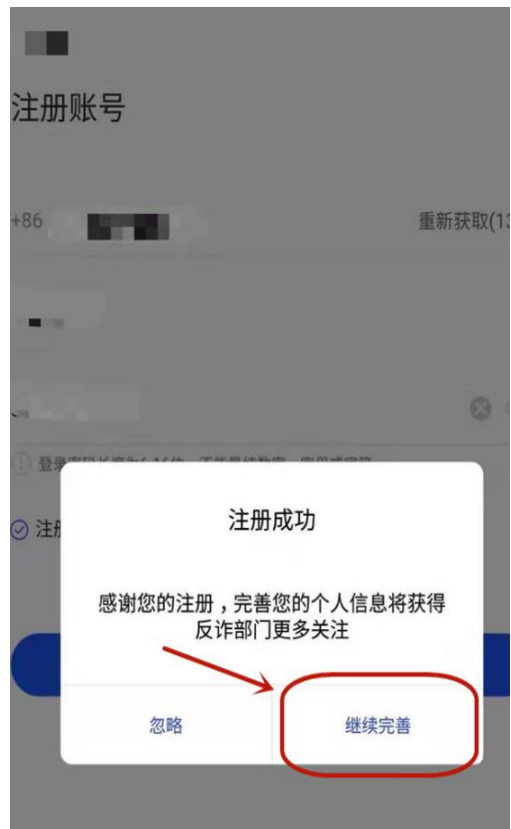 注册账号
+86
重新获取(13
注册成功
感谢您的注册，完善您的个人信息将获得
反诈部门更多关注
忽略
继续完善